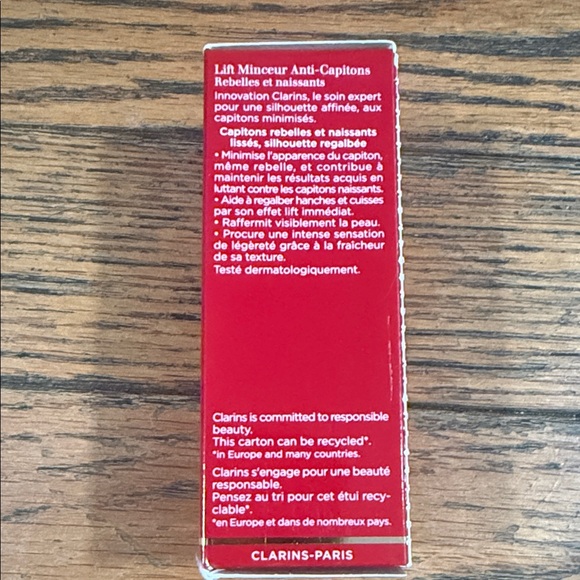 Lift Minceur Anti-Capitons
Rebelles et naissants
Innovation Clarins, le soin expert
pour une silhouette affinée, aux
capitons minimisés.
Capitons rebelles et naissants
lissés, silhouette regalbée
• Minimise l'apparence du capiton,
même rebelle, et contribue à
maintenir les résultats acquis en
luttant contre les capitons naissants.
• Aide à regalber hanches et cuisses
par son effet lift immédiat.
• Raffermit visiblement la peau.
• Procure une intense sensation
de légèreté grâce à la fraîcheur
de sa texture.
Testé dermatologiquement.
Clarins is committed to responsible
beauty.
This carton can be recycled*.
*in Europe and many countries.
Clarins s'engage pour une beauté
responsable.
Pensez au tri pour cet étui recy-
clable*.
*en Europe et dans de nombreux pays.
CLARINS-PARIS